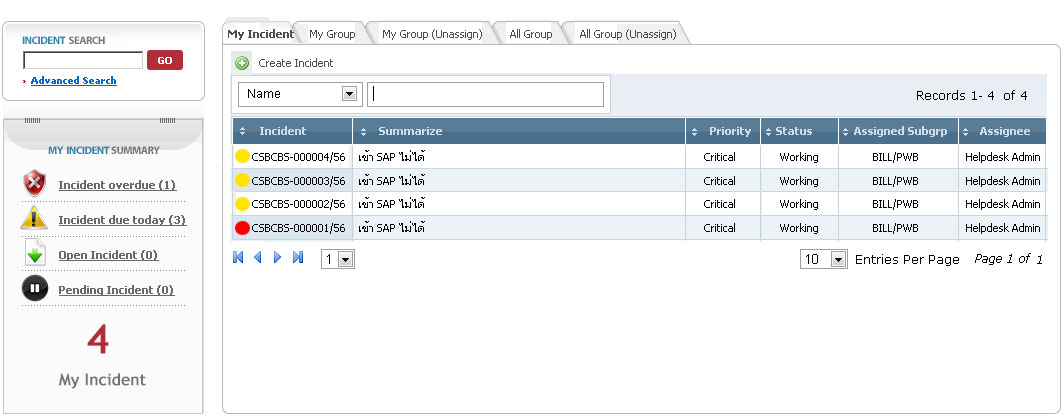 INCIDENT SEARCH
GO
Advanced Search
MY INCIDENT SUMMARY
Incident overdue (1)
Incident due today (3)
Open Incident (0)
Pending Incident (0)
4
My Incident
My Incident My Group My Group (Unassign) All Group All Group (Unassign)
Create Incident
Name Records 1- 4 of 4
Incident Summarize Priority Status Assigned Subgrp Assignee
CSBCBS-000004/56 เข้า SAP ไม่ได้ Critical Working BILL/PWB Helpdesk Admin
CSBCBS-000003/56 เข้า SAP ไม่ได้ Critical Working BILL/PWB Helpdesk Admin
CSBCBS-000002/56 เข้า SAP ไม่ได้ Critical Working BILL/PWB Helpdesk Admin
CSBCBS-000001/56 เข้า SAP ไม่ได้ Critical Working BILL/PWB Helpdesk Admin
1 10 Entries Per Page Page 1 of 1